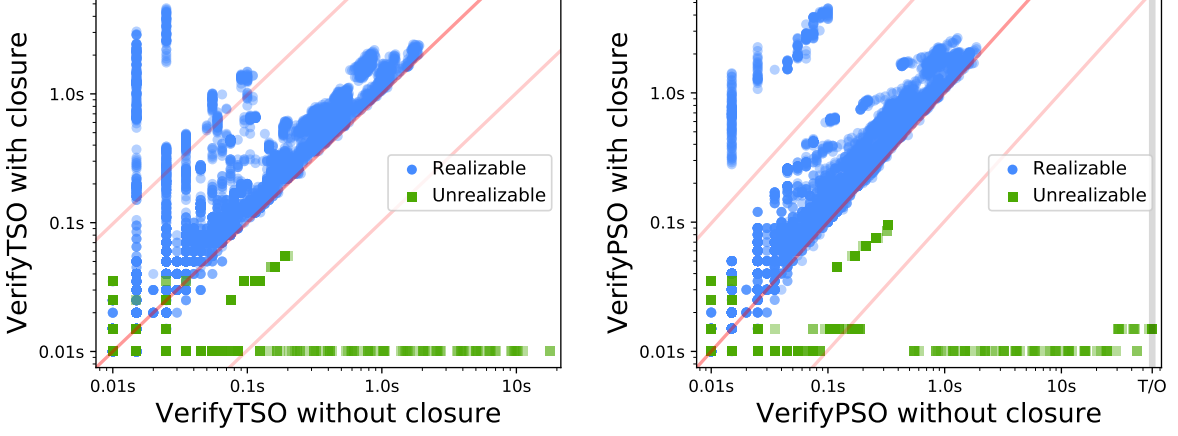 VerifyTSO with closure
1.0s
0.1s
0.01s
Realizable
Unrealizable
0.01s 0.1s 1.0s 10s
VerifyTSO without closure
VerifyPSO with closure
1.0s
0.1s
0.01s
Realizable
Unrealizable
0.01s 0.1s 1.0s 10s T/O
VerifyPSO without closure